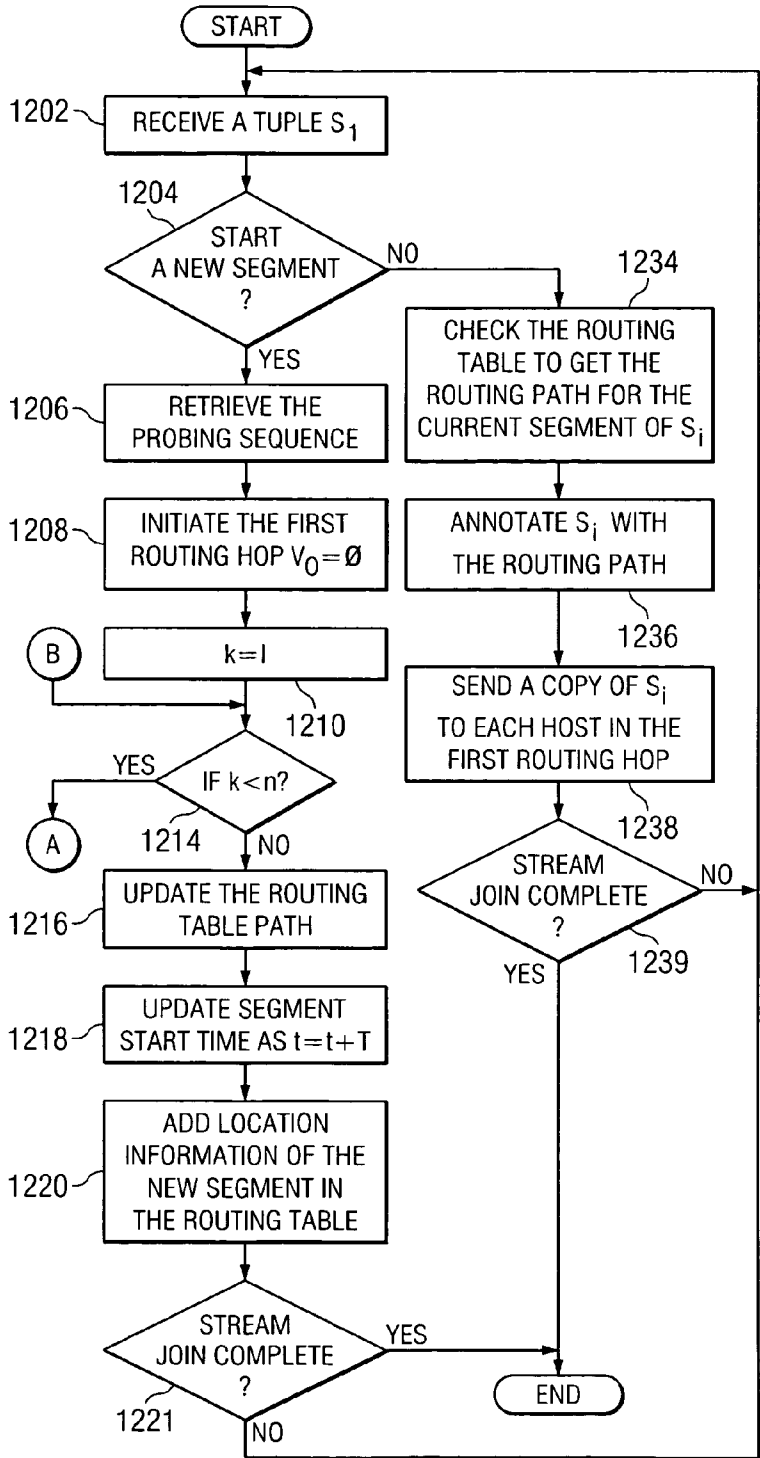 START
1202
RECEIVE A TUPLE S1
1204
START
A NEW SEGMENT
?
NO
YES
1206
RETRIEVE THE
PROBING SEQUENCE
1208
INITIATE THE FIRST
ROUTING HOP V0=Ø
B
k=I
1210
YES
IF k<n?
A
1214
NO
1216
UPDATE THE ROUTING
TABLE PATH
1218
UPDATE SEGMENT
START TIME AS t=t+T
1220
ADD LOCATION
INFORMATION OF THE
NEW SEGMENT IN
THE ROUTING TABLE
STREAM
JOIN COMPLETE
?
YES
1221
NO
1234
CHECK THE ROUTING
TABLE TO GET THE
ROUTING PATH FOR THE
CURRENT SEGMENT OF Si
ANNOTATE Si WITH
THE ROUTING PATH
1236
SEND A COPY OF Si
TO EACH HOST IN THE
FIRST ROUTING HOP
1238
STREAM
JOIN COMPLETE
?
NO
1239
YES
END